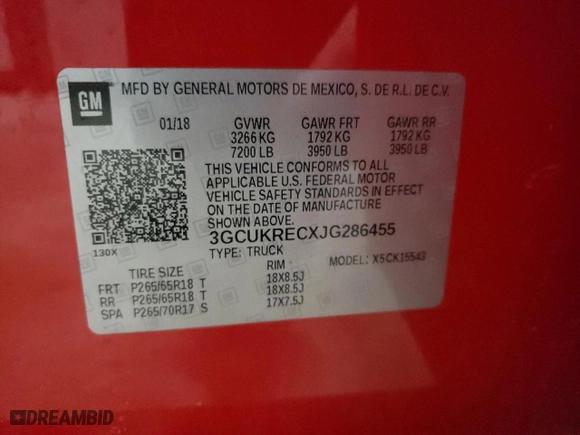 GM
MFD BY GENERAL MOTORS DE MEXICO, S. DE R.L. DE C.V.
01/18 GVWR GAWR FRT GAWR RR
3266 KG 1792 KG 1792 KG
7200 LB 3950 LB 3950 LB
THIS VEHICLE CONFORMS TO ALL
APPLICABLE U.S. FEDERAL MOTOR
VEHICLE SAFETY STANDARDS IN EFFECT
ON THE DATE OF MANUFACTURE
SHOWN ABOVE.
130X
3GCUKRECXJG286455
TYPE: TRUCK MODEL: X5CK15543
TIRE SIZE RIM
FRT P265/65R18 T 18X8.5J
RR P265/65R18 T 18X8.5J
SPA P265/70R17 S 17X7.5J
DREAMBID